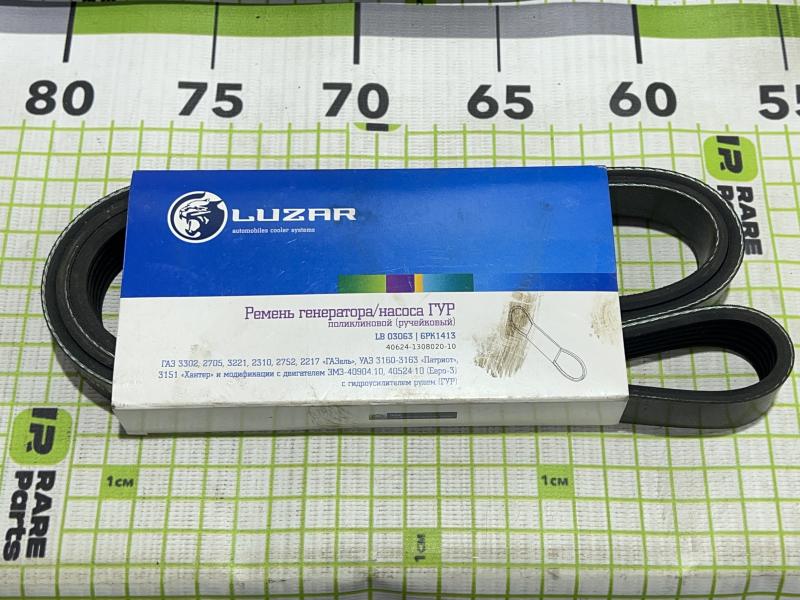 80 75 70 65 60 55
RARE
RARE
LUZAR
automobiles cooler systems
Ремень генератора/насоса ГУР
поликлиновой (ручейковый)
LB 03063 | 6PK1413
40624-1308020-10
ГАЗ 3302, 2705, 3221, 2310, 2752, 2217 «ГАЗель», УАЗ 3160-3163 «Патриот»,
3151 «Хантер» и модификации с двигателем ЗМЗ-40904.10, 40524.10 (Евро-3)
с гидроусилителем рулем (ГУР)
RARE
Parts
1см
1см
1см